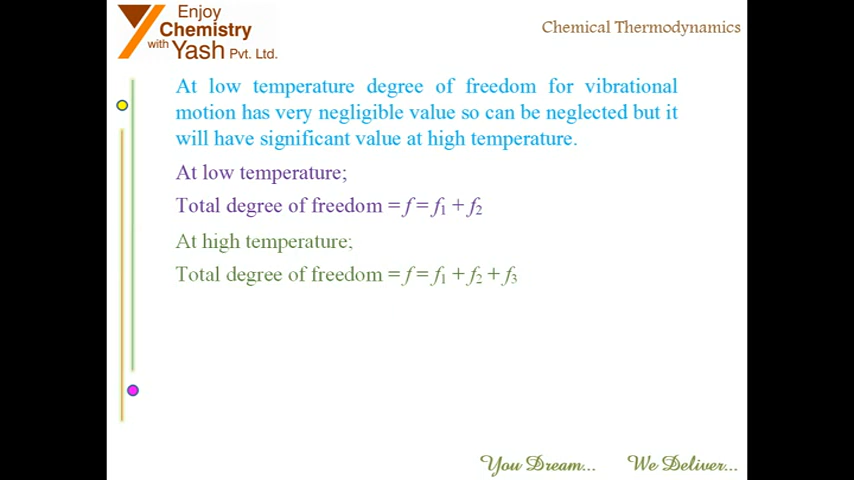 Enjoy
Chemistry
with Yash Pvt. Ltd.
Chemical Thermodynamics
At low temperature degree of freedom for vibrational
motion has very negligible value so can be neglected but it
will have significant value at high temperature.
At low temperature;
Total degree of freedom = f = f₁ + f₂
At high temperature;
Total degree of freedom = f = f₁ + f₂ + f₃
You Dream... We Deliver...